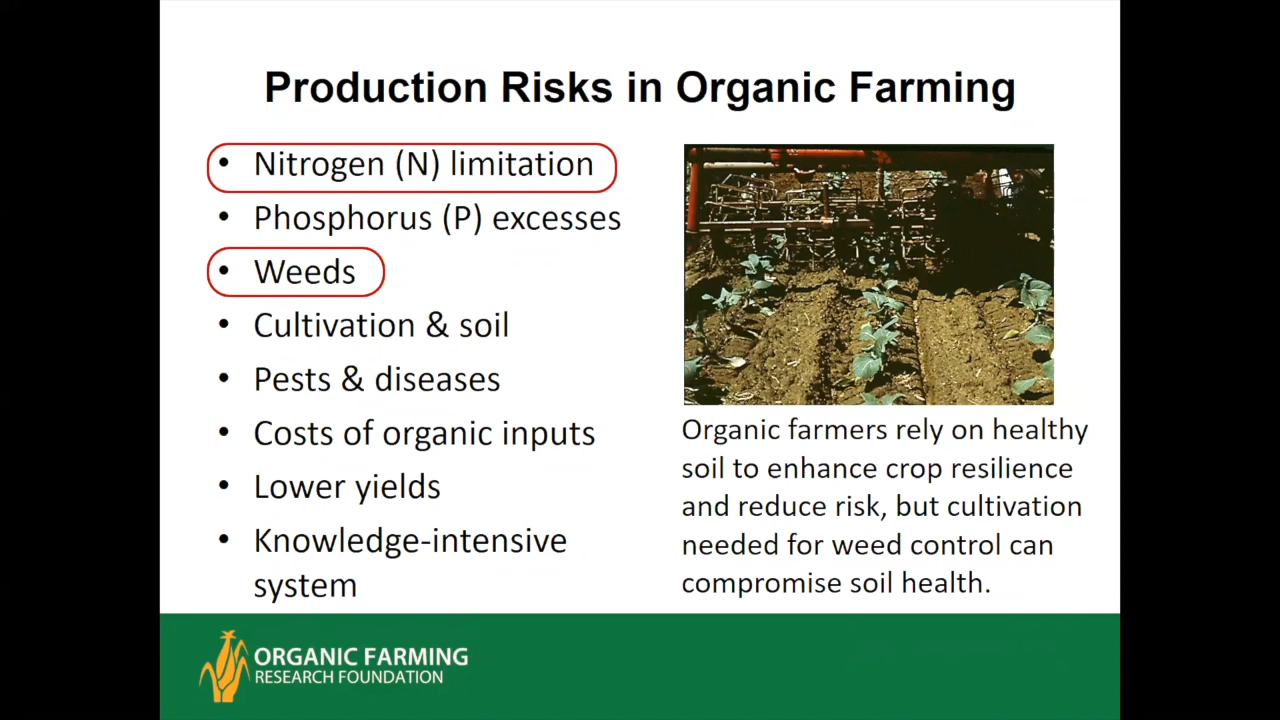 Production Risks in Organic Farming
• Nitrogen (N) limitation
• Phosphorus (P) excesses
• Weeds
• Cultivation & soil
• Pests & diseases
• Costs of organic inputs
• Lower yields
• Knowledge-intensive
system
Organic farmers rely on healthy
soil to enhance crop resilience
and reduce risk, but cultivation
needed for weed control can
compromise soil health.
ORGANIC FARMING
RESEARCH FOUNDATION